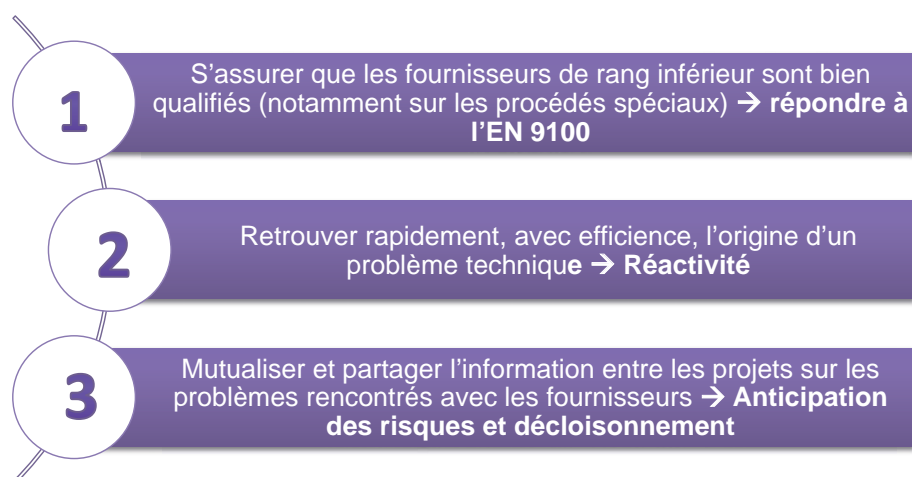 1
S’assurer que les fournisseurs de rang inférieur sont bien
qualifiés (notamment sur les procédés spéciaux) → répondre à
l’EN 9100
2
Retrouver rapidement, avec efficience, l’origine d’un
problème technique → Réactivité
3
Mutualiser et partager l’information entre les projets sur les
problèmes rencontrés avec les fournisseurs → Anticipation
des risques et décloisonnement